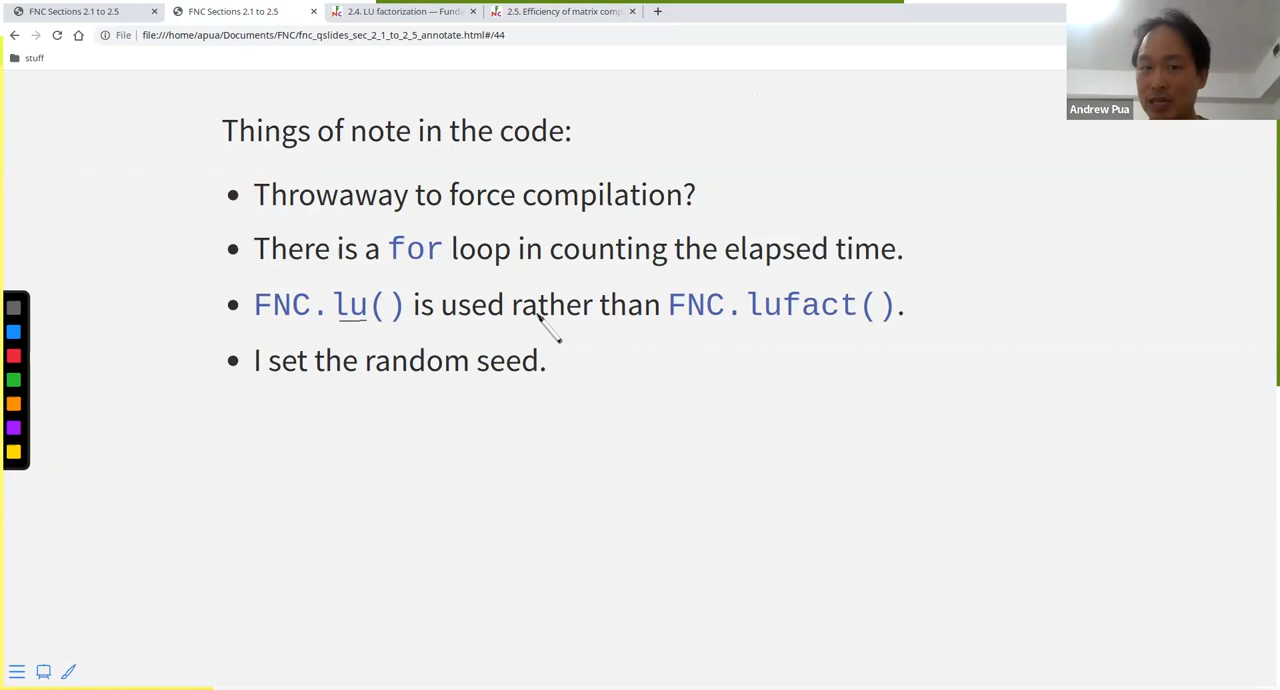 FNC Sections 2.1 to 2.5
FNC Sections 2.1 to 2.5
2.4. LU factorization — Funde
2.5. Efficiency of matrix comp
File
file:///home/apua/Documents/FNC/fnc_qslides_sec_2_1_to_2_5_annotate.html#/44
stuff
Andrew Pua
Things of note in the code:
• Throwaway to force compilation?
• There is a for loop in counting the elapsed time.
• FNC.lu() is used rather than FNC.lufact().
• I set the random seed.